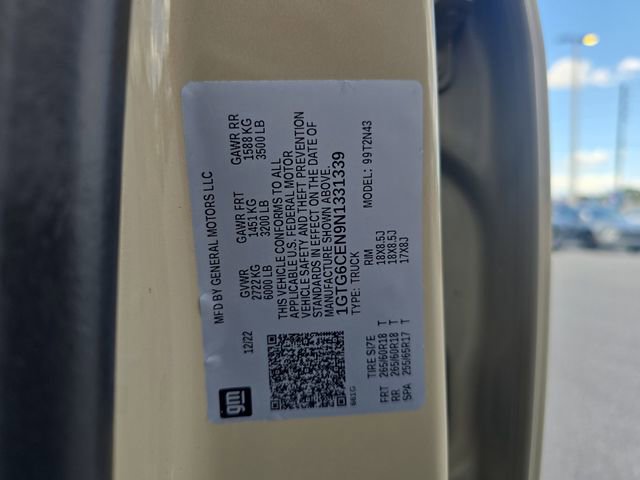 MFD BY GENERAL MOTORS LLC
12/22 GVWR GAWR FRT GAWR RR
2722 KG 1451 KG 1588 KG
6000 LB 3200 LB 3500 LB
THIS VEHICLE CONFORMS TO ALL
APPLICABLE U.S. FEDERAL MOTOR
VEHICLE SAFETY AND THEFT PREVENTION
STANDARDS IN EFFECT ON THE DATE OF
MANUFACTURE SHOWN ABOVE.
1GTG6CEN9N1331339
TYPE: TRUCK MODEL: 99T2N43
661G
TIRE SIZE RIM
FRT 265/60R18 T 18X8.5J
RR 265/60R18 T 18X8.5J
SPA 255/65R17 T 17X8J
gm